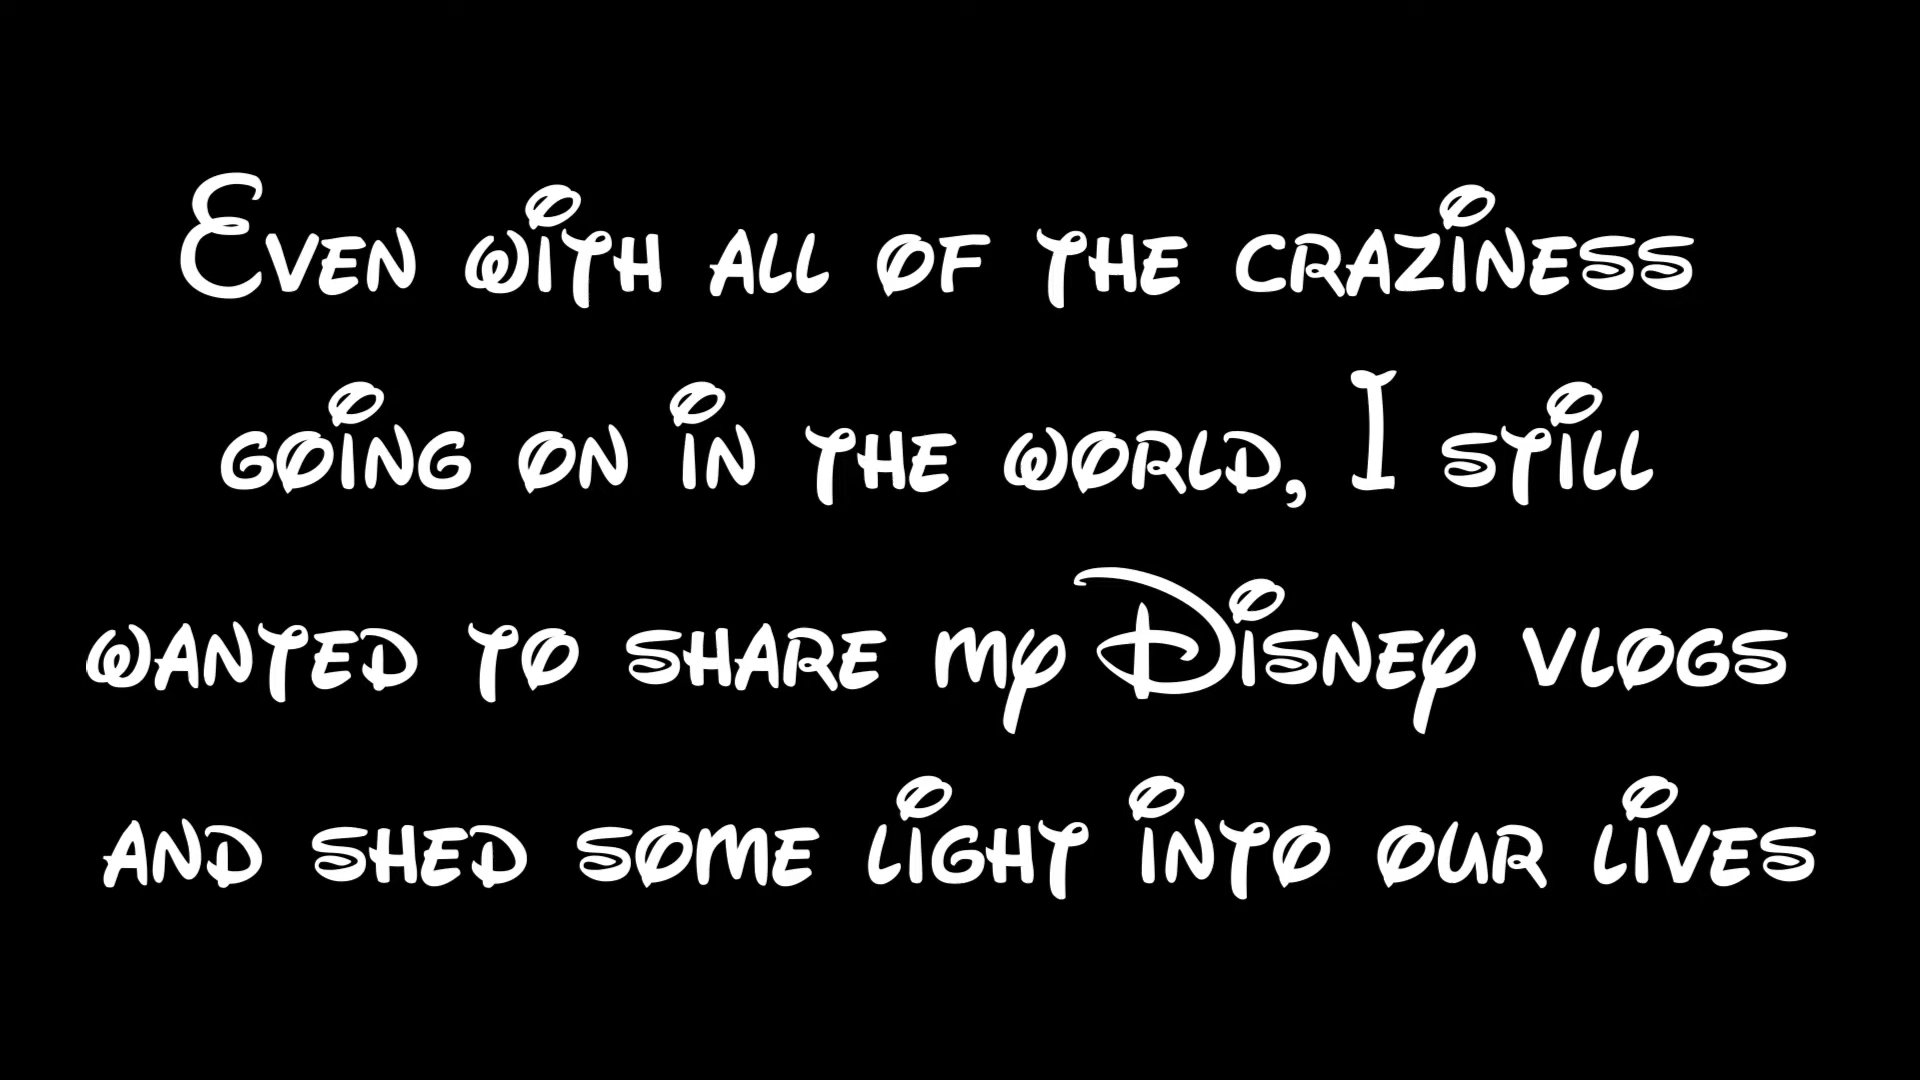 Even with all of the craziness
going on in the world, I still
wanted to share my Disney vlogs
and shed some light into our lives